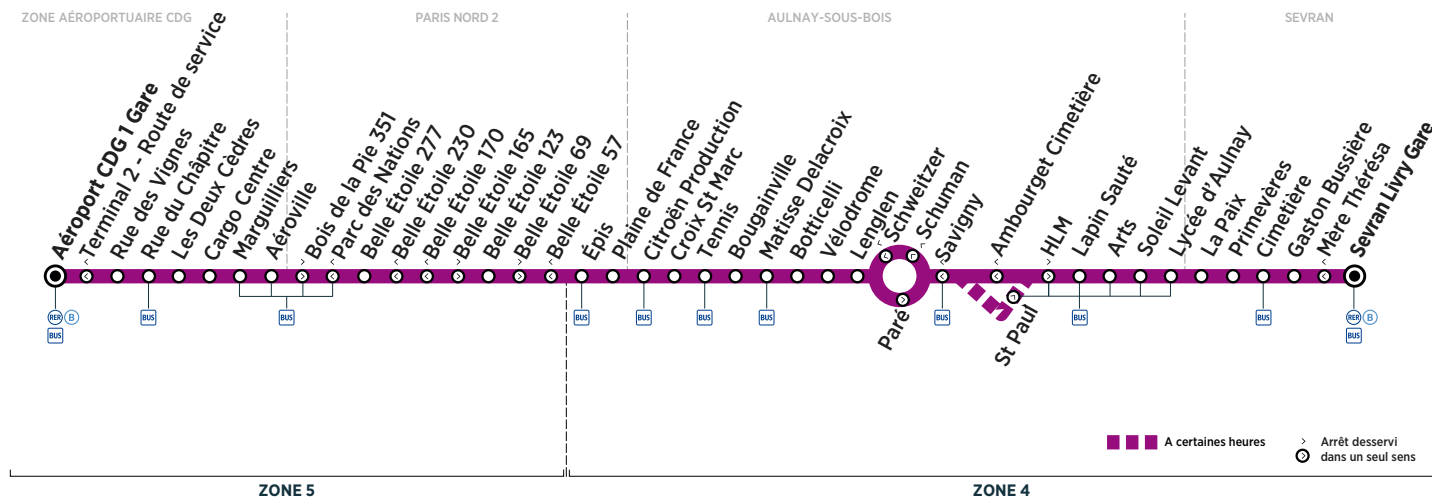 ZONE AÉROPORTUAIRE CDG
PARIS NORD 2
AULNAY-SOUS-BOIS
SEVRAN
Aéroport CDG 1 Gare
Terminal 2 - Route de service
Rue des Vignes
Rue du Châpitre
Les Deux Cèdres
Cargo Centre
Marguilliers
Aéroville
Bois de la Pie 351
Parc des Nations
Belle Étoile 277
Belle Étoile 230
Belle Étoile 170
Belle Étoile 165
Belle Étoile 123
Belle Étoile 69
Belle Étoile 57
Épis
Plaine de France
Citroën Production
Croix St Marc
Tennis
Bougainville
Matisse Delacroix
Botticelli
Vélodrome
Lenglen
Schweitzer
Schuman
Paré
Savigny
Ambourget Cimetière
St Paul
HLM
Lapin Sauté
Arts
Soleil Levant
Lycée d'Aulnay
La Paix
Primevères
Cimetière
Gaston Bussière
Mère Thérésa
Sevran Livry Gare
RER B
BUS
BUS
BUS
BUS
BUS
BUS
BUS
BUS
BUS
BUS
RER B
BUS
A certaines heures
Arrêt desservi
dans un seul sens
ZONE 5
ZONE 4